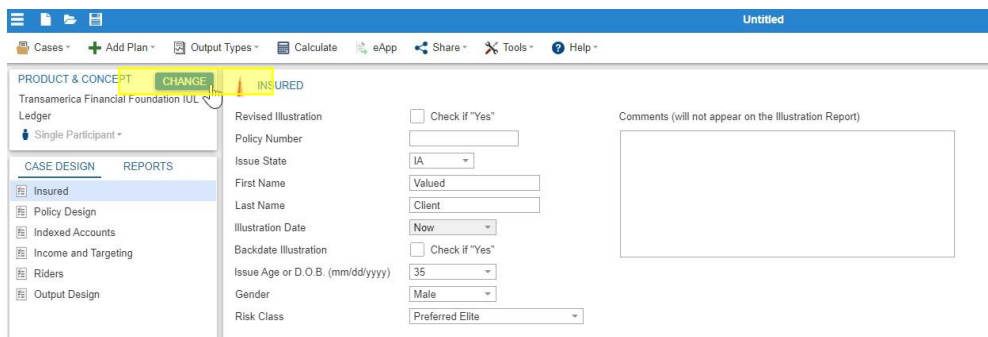 Untitled
Cases Add Plan Output Types Calculate eApp Share Tools Help
PRODUCT & CONCEPT CHANGE
Transamerica Financial Foundation IUL
Ledger
Single Participant
CASE DESIGN REPORTS
Insured
Policy Design
Indexed Accounts
Income and Targeting
Riders
Output Design
INSURED
Revised Illustration Check if "Yes"
Policy Number
Issue State IA
First Name Valued
Last Name Client
Illustration Date Now
Backdate Illustration Check if "Yes"
Issue Age or D.O.B. (mm/dd/yyyy) 35
Gender Male
Risk Class Preferred Elite
Comments (will not appear on the Illustration Report)